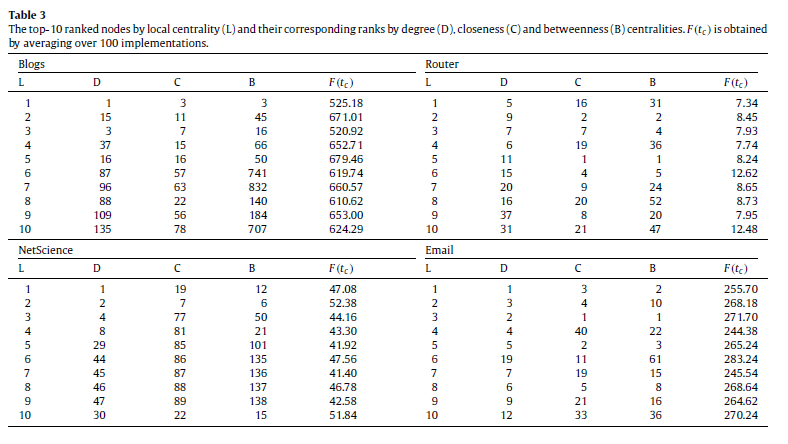 Table 3
The top-10 ranked nodes by local centrality (L) and their corresponding ranks by degree (D), closeness (C) and betweenness (B) centralities. F(tc) is obtained
by averaging over 100 implementations.
Blogs Router
L D C B F(tc) L D C B F(tc)
1 1 3 3 525.18 1 5 16 31 7.34
2 15 11 45 671.01 2 9 2 2 8.45
3 3 7 16 520.92 3 7 7 4 7.93
4 37 15 66 652.71 4 6 19 36 7.74
5 16 16 50 679.46 5 11 1 1 8.24
6 87 57 741 619.74 6 15 4 5 12.62
7 96 63 832 660.57 7 20 9 24 8.65
8 88 22 140 610.62 8 16 20 52 8.73
9 109 56 184 653.00 9 37 8 20 7.95
10 135 78 707 624.29 10 31 21 47 12.48
NetScience Email
L D C B F(tc) L D C B F(tc)
1 1 19 12 47.08 1 1 3 2 255.70
2 2 7 6 52.38 2 3 4 10 268.18
3 4 77 50 44.16 3 2 1 1 271.70
4 8 81 21 43.30 4 4 40 22 244.38
5 29 85 101 41.92 5 5 2 3 265.24
6 44 86 135 47.56 6 19 11 61 283.24
7 45 87 136 41.40 7 7 19 15 245.54
8 46 88 137 46.78 8 6 5 8 268.64
9 47 89 138 42.58 9 9 21 16 264.62
10 30 22 15 51.84 10 12 33 36 270.24